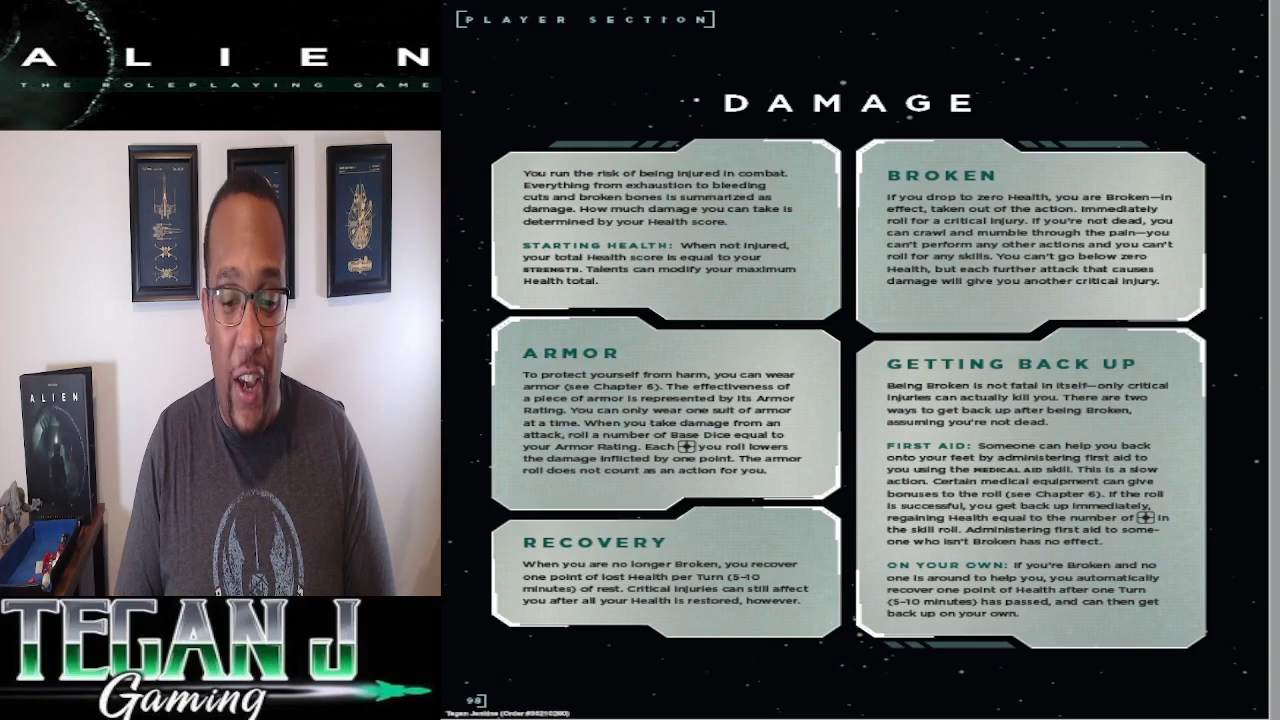 ALIEN
THE ROLEPLAYING GAME
ALIEN
TEGAN J
Gaming
[PLAYER SECTION]
DAMAGE
You run the risk of being injured in combat.
Everything from exhaustion to bleeding
cuts and broken bones is summarized as
damage. How much damage you can take is
determined by your Health score.
STARTING HEALTH: When not injured,
your total Health score is equal to your
STRENGTH. Talents can modify your maximum
Health total.
ARMOR
To protect yourself from harm, you can wear
armor (see Chapter 6). The effectiveness of
a piece of armor is represented by its Armor
Rating. You can only wear one suit of armor
at a time. When you take damage from an
attack, roll a number of Base Dice equal to
your Armor Rating. Each you roll lowers
the damage inflicted by one point. The armor
roll does not count as an action for you.
RECOVERY
When you are no longer Broken, you recover
one point of lost Health per Turn (5–10
minutes) of rest. Critical injuries can still affect
you after all your Health is restored, however.
BROKEN
If you drop to zero Health, you are Broken—in
effect, taken out of the action. Immediately
roll for a critical injury. If you're not dead, you
can crawl and mumble through the pain—you
can't perform any other actions and you can't
roll for any skills. You can't go below zero
Health, but each further attack that causes
damage will give you another critical injury.
GETTING BACK UP
Being Broken is not fatal in itself—only critical
injuries can actually kill you. There are two
ways to get back up after being Broken,
assuming you're not dead.
FIRST AID: Someone can help you back
onto your feet by administering first aid to
you using the MEDICAL AID skill. This is a slow
action. Certain medical equipment can give
bonuses to the roll (see Chapter 6). If the roll
is successful, you get back up immediately,
regaining Health equal to the number of in
the skill roll. Administering first aid to some-
one who isn't Broken has no effect.
ON YOUR OWN: If you're Broken and no
one is around to help you, you automatically
recover one point of Health after one Turn
(5–10 minutes) has passed, and can then get
back up on your own.
98]